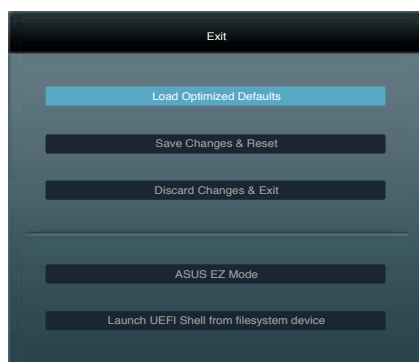 Exit
Load Optimized Defaults
Save Changes & Reset
Discard Changes & Exit
ASUS EZ Mode
Launch UEFI Shell from filesystem device